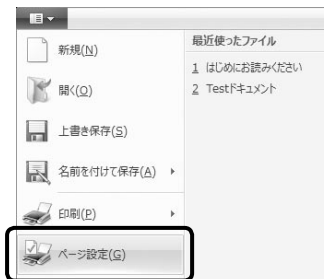 新規(N)
開く(O)
上書き保存(S)
名前を付けて保存(A)
印刷(P)
ページ設定(G)
最近使ったファイル
1 はじめにお読みください
2 Testドキュメント